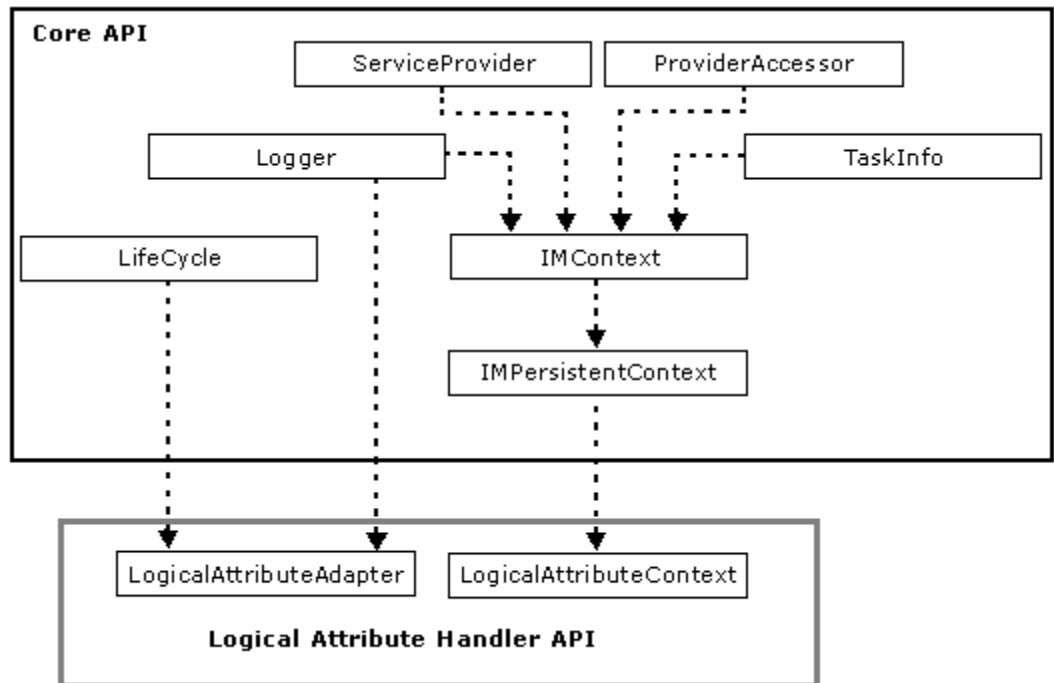 Core API
ServiceProvider
ProviderAccessor
Logger
TaskInfo
LifeCycle
IMContext
IMPersistentContext
LogicalAttributeAdapter
LogicalAttributeContext
Logical Attribute Handler API